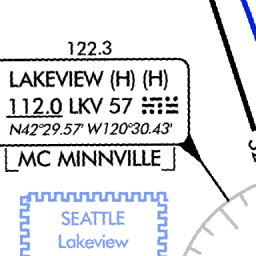 122.3
LAKEVIEW (H) (H)
112.0 LKV 57
N42°29.57' W120°30.43'
MC MINNVILLE
SEATTLE
Lakeview